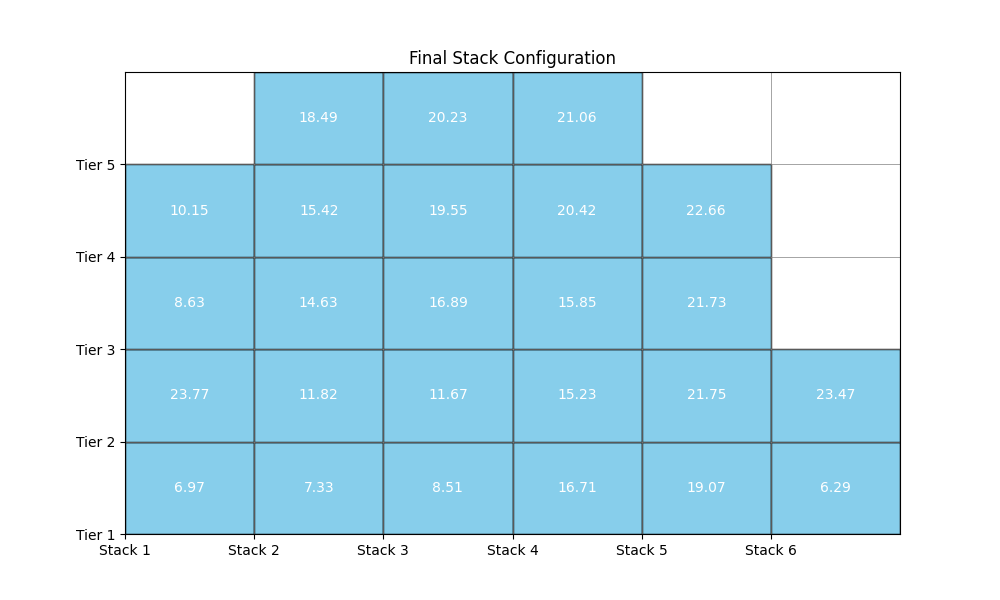 Final Stack Configuration
18.49 20.23 21.06
Tier 5
10.15 15.42 19.55 20.42 22.66
Tier 4
8.63 14.63 16.89 15.85 21.73
Tier 3
23.77 11.82 11.67 15.23 21.75 23.47
Tier 2
6.97 7.33 8.51 16.71 19.07 6.29
Tier 1
Stack 1 Stack 2 Stack 3 Stack 4 Stack 5 Stack 6